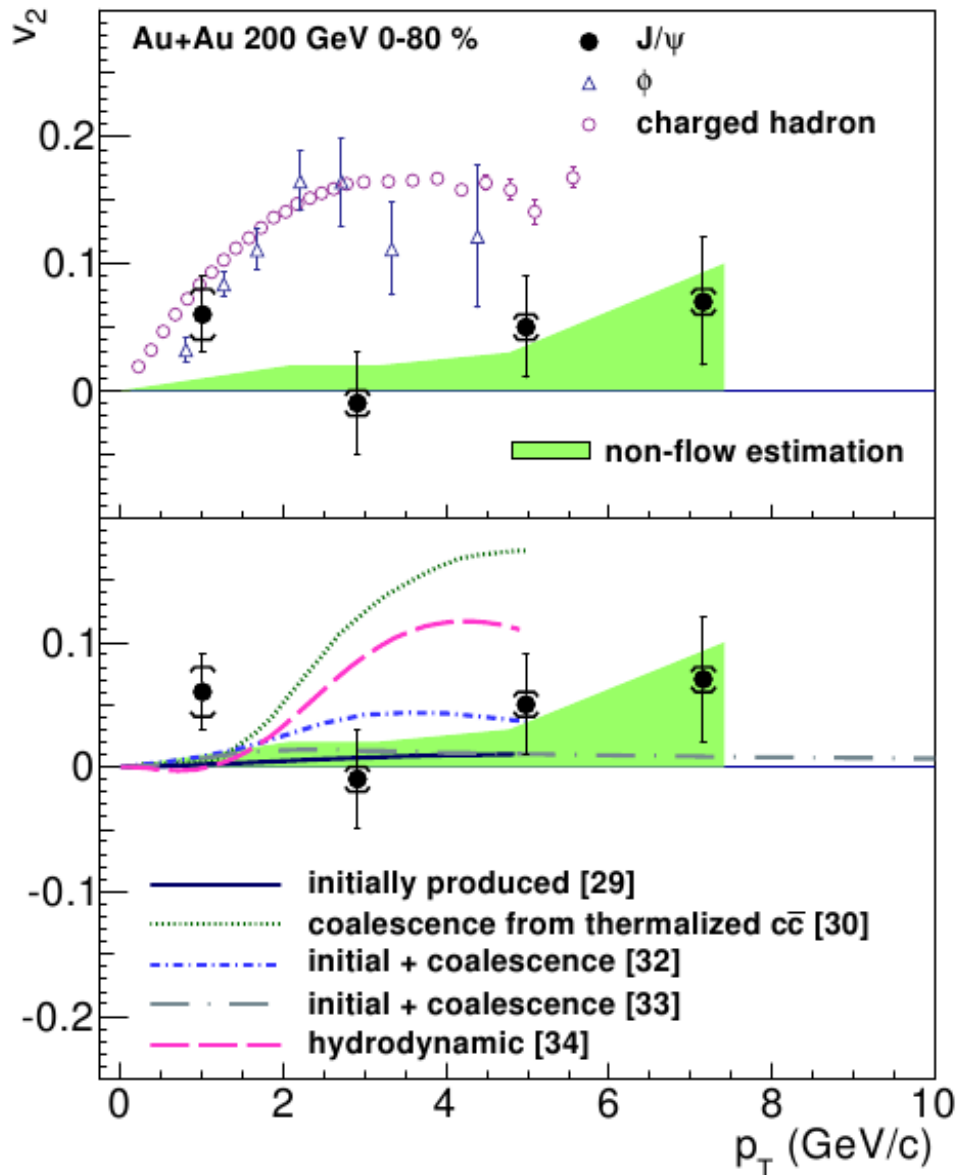 v₂
Au+Au 200 GeV 0-80 %
J/ψ
ϕ
charged hadron
0.2
0.1
0
non-flow estimation
0.1
0
-0.1
-0.2
initially produced [29]
coalescence from thermalized cc̅ [30]
initial + coalescence [32]
initial + coalescence [33]
hydrodynamic [34]
0 2 4 6 8 10
p_T (GeV/c)